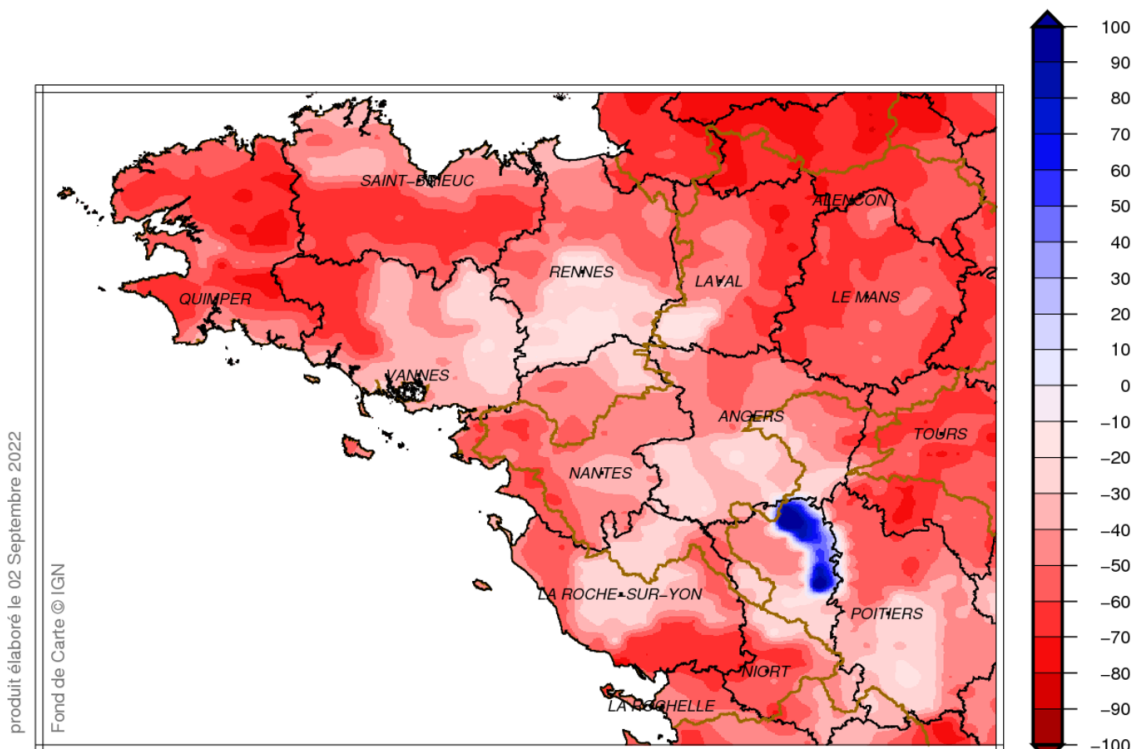 100
90
80
70
60
50
40
30
20
10
0
−10
−20
−30
−40
−50
−60
−70
−80
−90
−100
SAINT−BRIEUC
ALENCON
RENNES
LAVAL
QUIMPER
LE MANS
VANNES
ANGERS
TOURS
NANTES
LA ROCHE−SUR−YON
POITIERS
NIORT
LA ROCHELLE
produit élaboré le 02 Septembre 2022
Fond de Carte © IGN